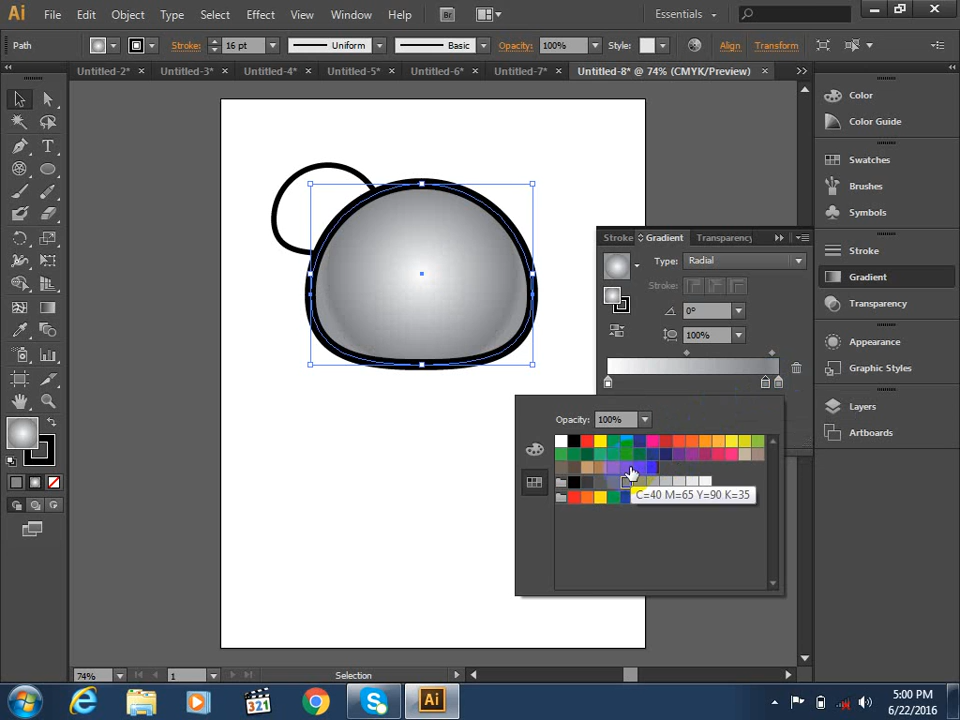 Ai File Edit Object Type Select Effect View Window Help Br Essentials
Path Stroke: 16 pt Uniform Basic Opacity: 100% Style: Align Transform
Untitled-2* × Untitled-3* × Untitled-4* × Untitled-5* × Untitled-6* × Untitled-7* × Untitled-8* @ 74% (CMYK/Preview) ×
Color
Color Guide
Swatches
Brushes
Symbols
Stroke
Gradient
Transparency
Appearance
Graphic Styles
Layers
Artboards
Stroke Gradient Transparency
Type: Radial
Stroke:
0°
100%
Opacity: 100%
C=40 M=65 Y=90 K=35
74% 1 Selection
321 Ai 5:00 PM
6/22/2016